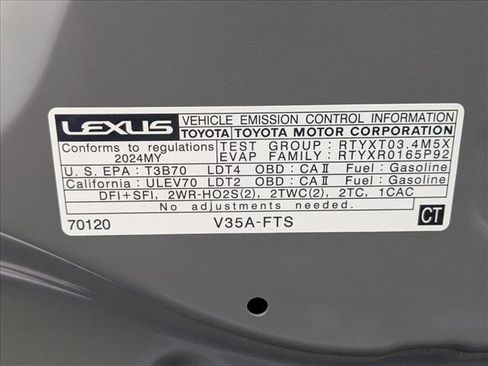 LEXUS VEHICLE EMISSION CONTROL INFORMATION
TOYOTA TOYOTA MOTOR CORPORATION
Conforms to regulations TEST GROUP : RTYXT03.4M5X
2024MY EVAP FAMILY : RTYXR0165P92
U. S. EPA : T3B70 LDT4 OBD : CA II Fuel : Gasoline
California : ULEV70 LDT2 OBD : CA II Fuel : Gasoline
DFI+SFI, 2WR-HO2S(2), 2TWC(2), 2TC, 1CAC
No adjustments needed.
70120 V35A-FTS CT